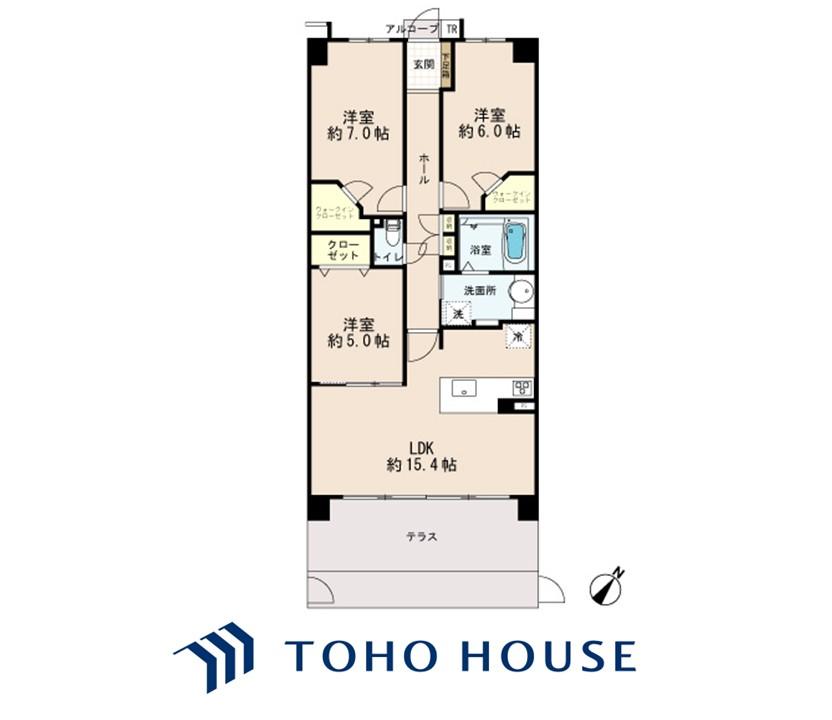 アルコーブ
TR
玄関
下足箱
洋室
約7.0帖
洋室
約6.0帖
ホール
ウォークイン
クローゼット
ウォークイン
クローゼット
収納
収納
クロー
ゼット
トイレ
浴室
洗面所
洗
洋室
約5.0帖
冷
LDK
約15.4帖
テラス
N
TOHO HOUSE